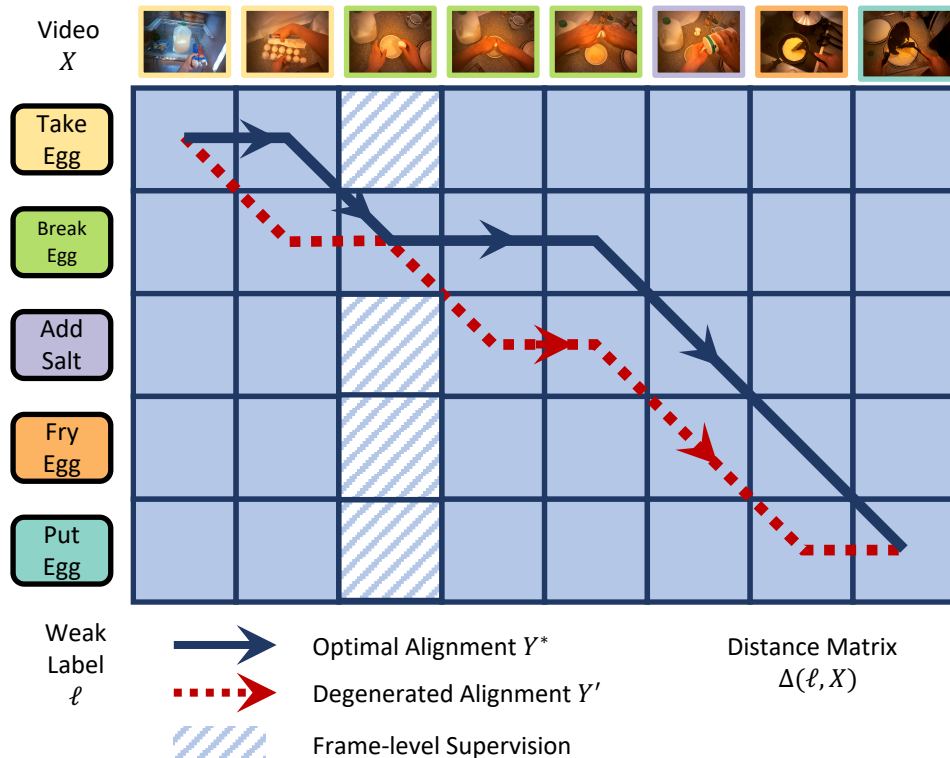 Video
X
Take
Egg
Break
Egg
Add
Salt
Fry
Egg
Put
Egg
Weak
Label
ℓ
Optimal Alignment Y*
Degenerated Alignment Y′
Frame-level Supervision
Distance Matrix
Δ(ℓ, X)